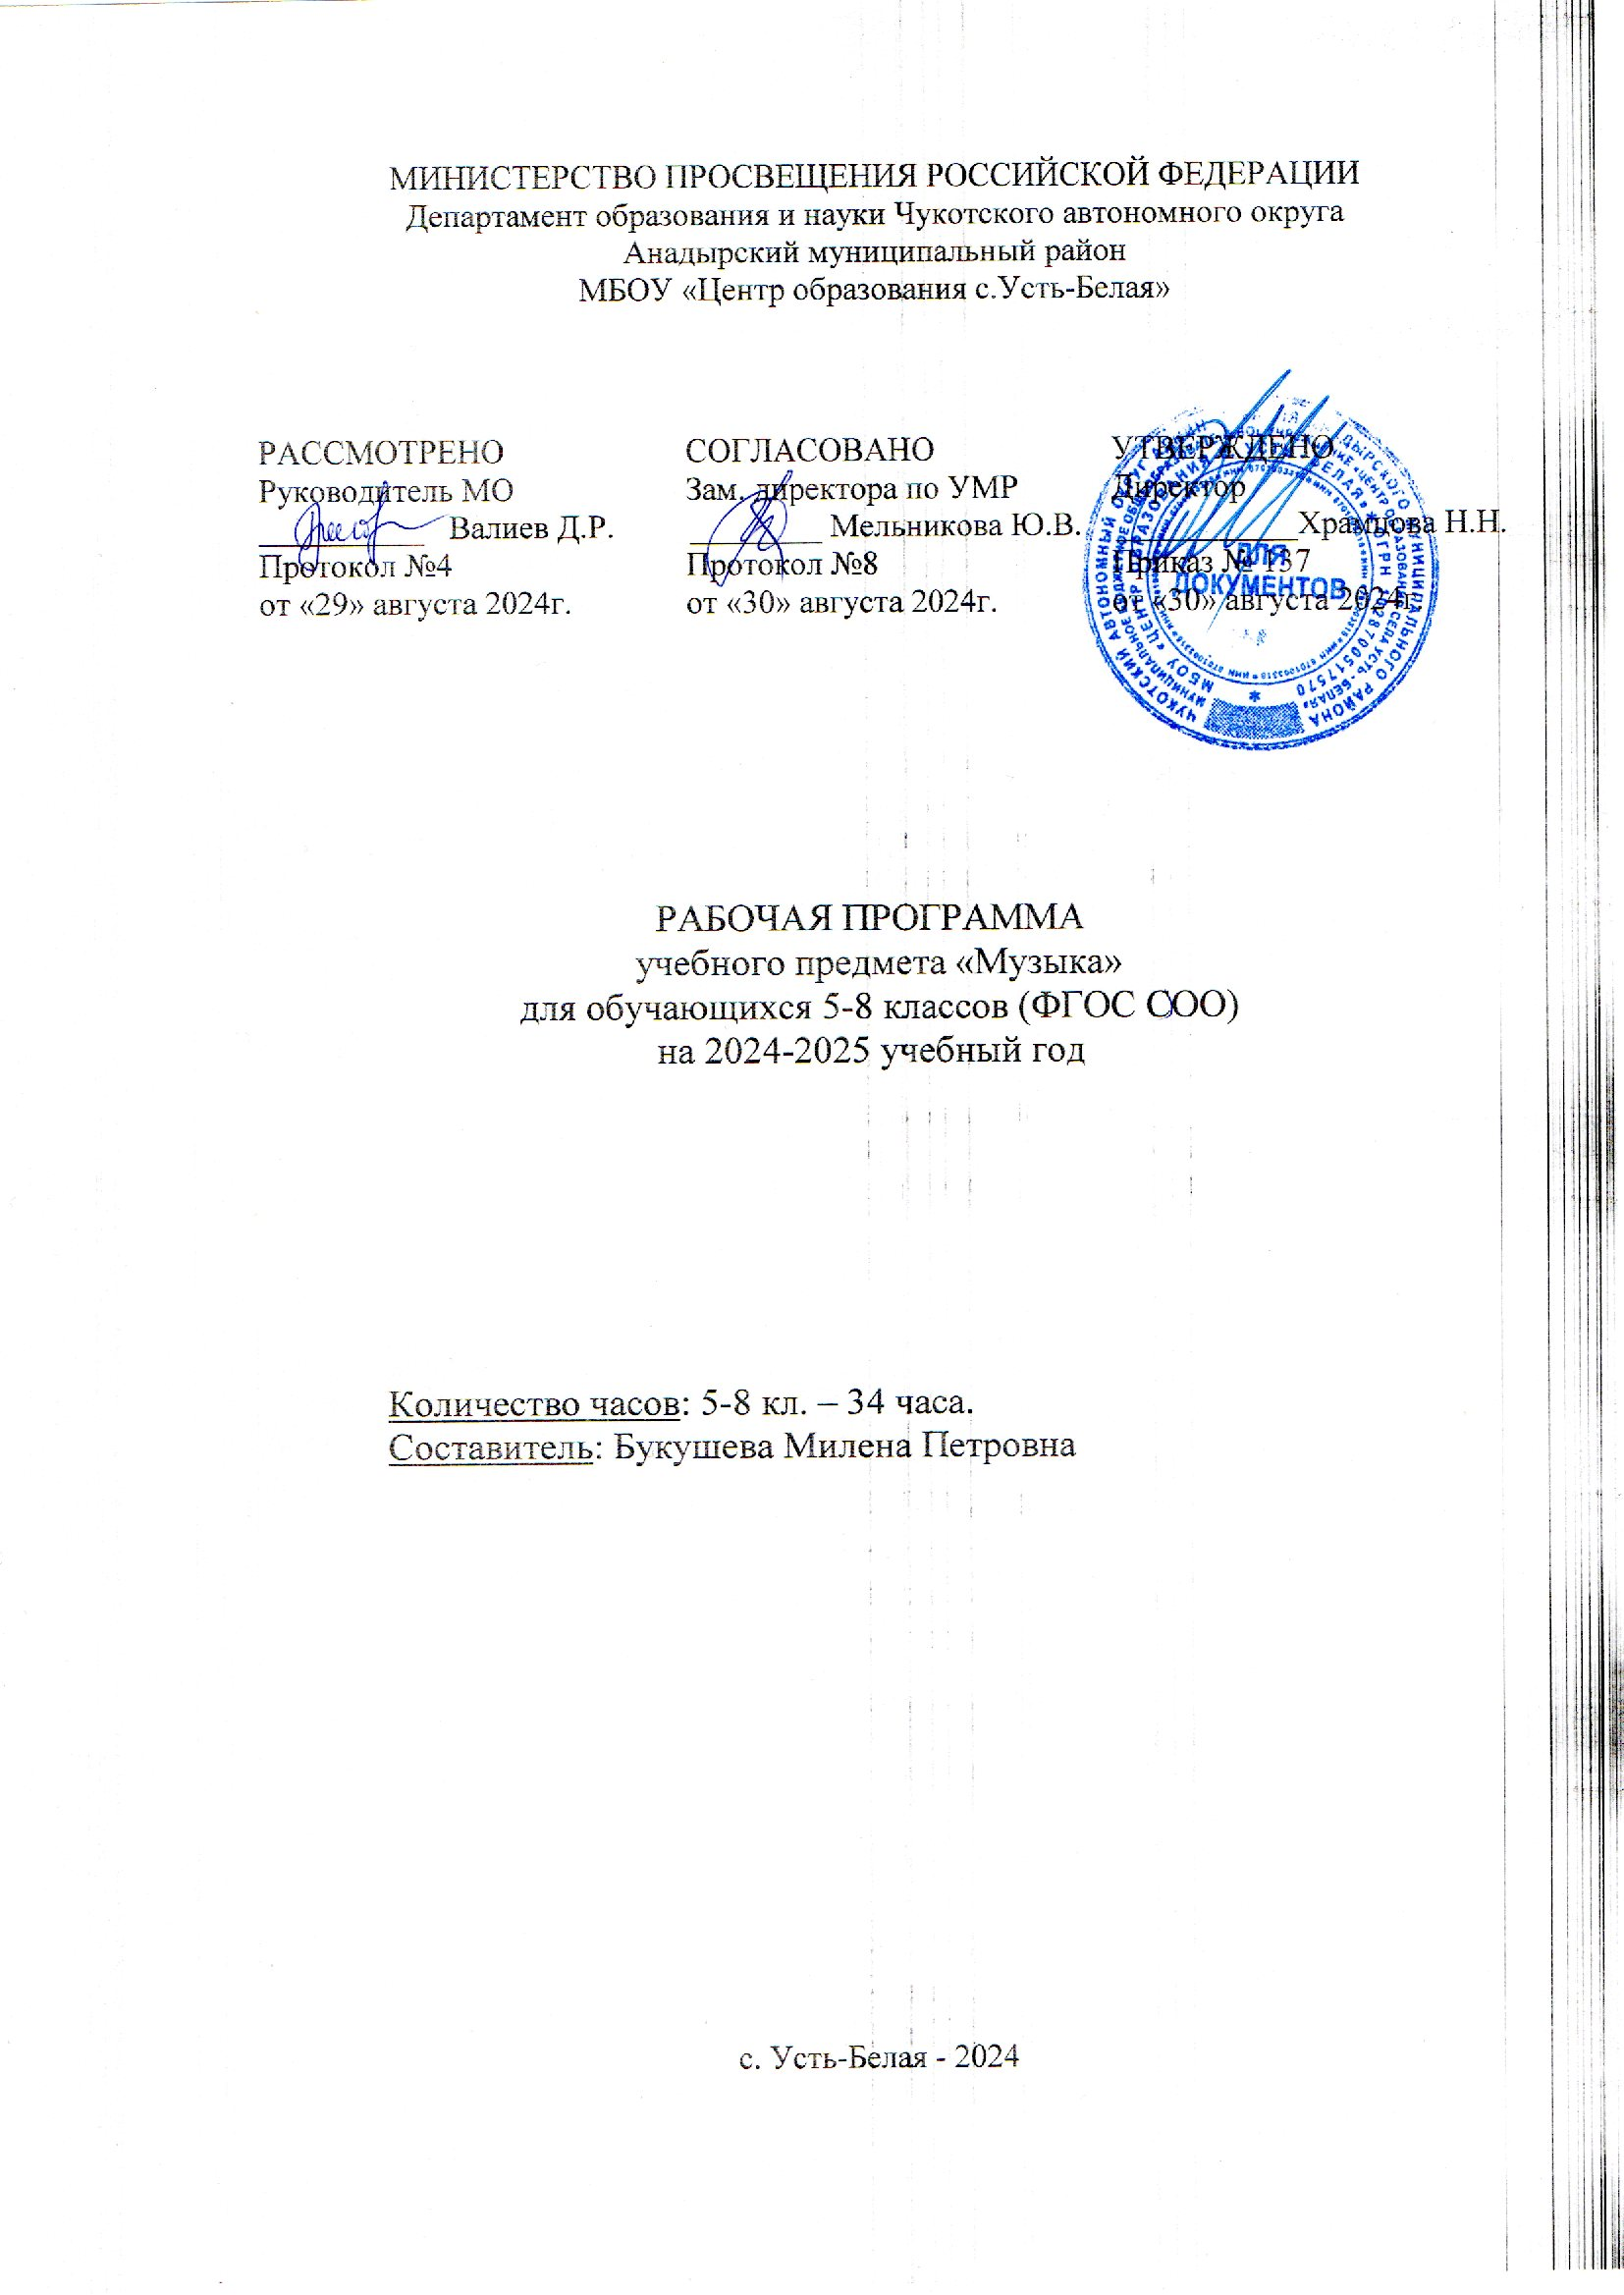 МИНИСТЕРСТВО ПРОСВЕЩЕНИЯ РОССИЙСКОЙ ФЕДЕРАЦИИ
Департамент образования и науки Чукотского автономного округа
Анадырский муниципальный район
МБОУ «Центр образования с.Усть-Белая»
РАССМОТРЕНО
Руководитель МО
Валиев Д.Р.
Протокол №4
от «29» августа 2024г.
СОГЛАСОВАНО
Зам. директора по УМР
Мельникова Ю.В.
Протокол №8
от «30» августа 2024г.
УТВЕРЖДЕНО
Директор
Храмцова Н.Н.
Приказ № 137
от «30» августа 2024г.
ДЛЯ
ДОКУМЕНТОВ
РАБОЧАЯ ПРОГРАММА
учебного предмета «Музыка»
для обучающихся 5-8 классов (ФГОС ООО)
на 2024-2025 учебный год
Количество часов: 5-8 кл. – 34 часа.
Составитель: Букушева Милена Петровна
с. Усть-Белая - 2024